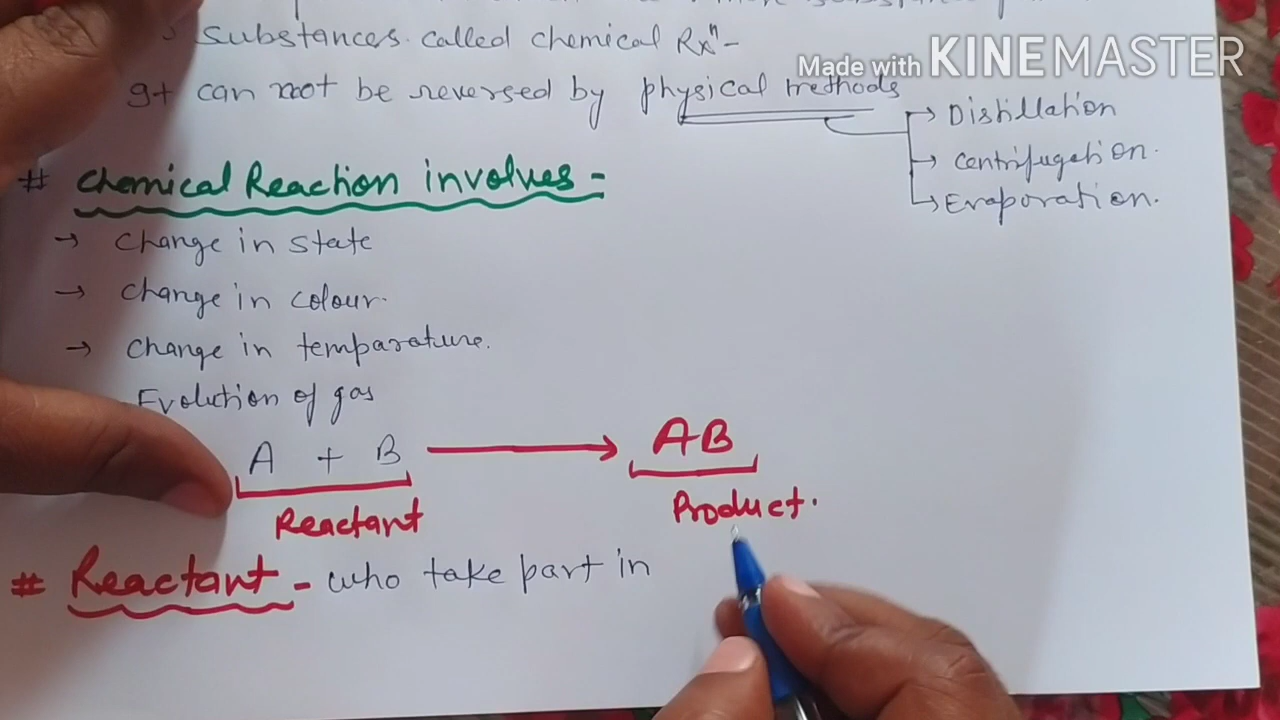 substances called chemical Rxⁿ-
Made with KINEMASTER
It can not be reversed by physical methods
→ Distillation
→ Centrifugation.
→ Evaporation.
# Chemical Reaction involves -
→ Change in state
→ Change in colour.
→ Change in temparature.
Evolution of gas
A + B → AB
Reactant
Product.
# Reactant - who take part in